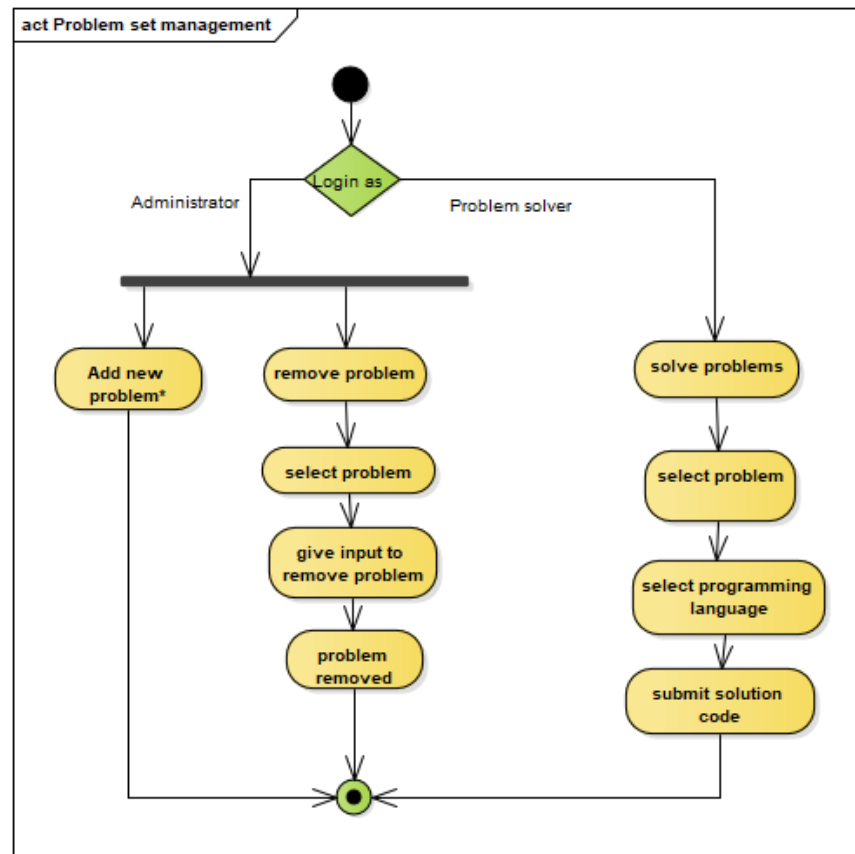 act Problem set management
Login as
Administrator
Problem solver
Add new
problem*
remove problem
select problem
give input to
remove problem
problem
removed
solve problems
select problem
select programming
language
submit solution
code